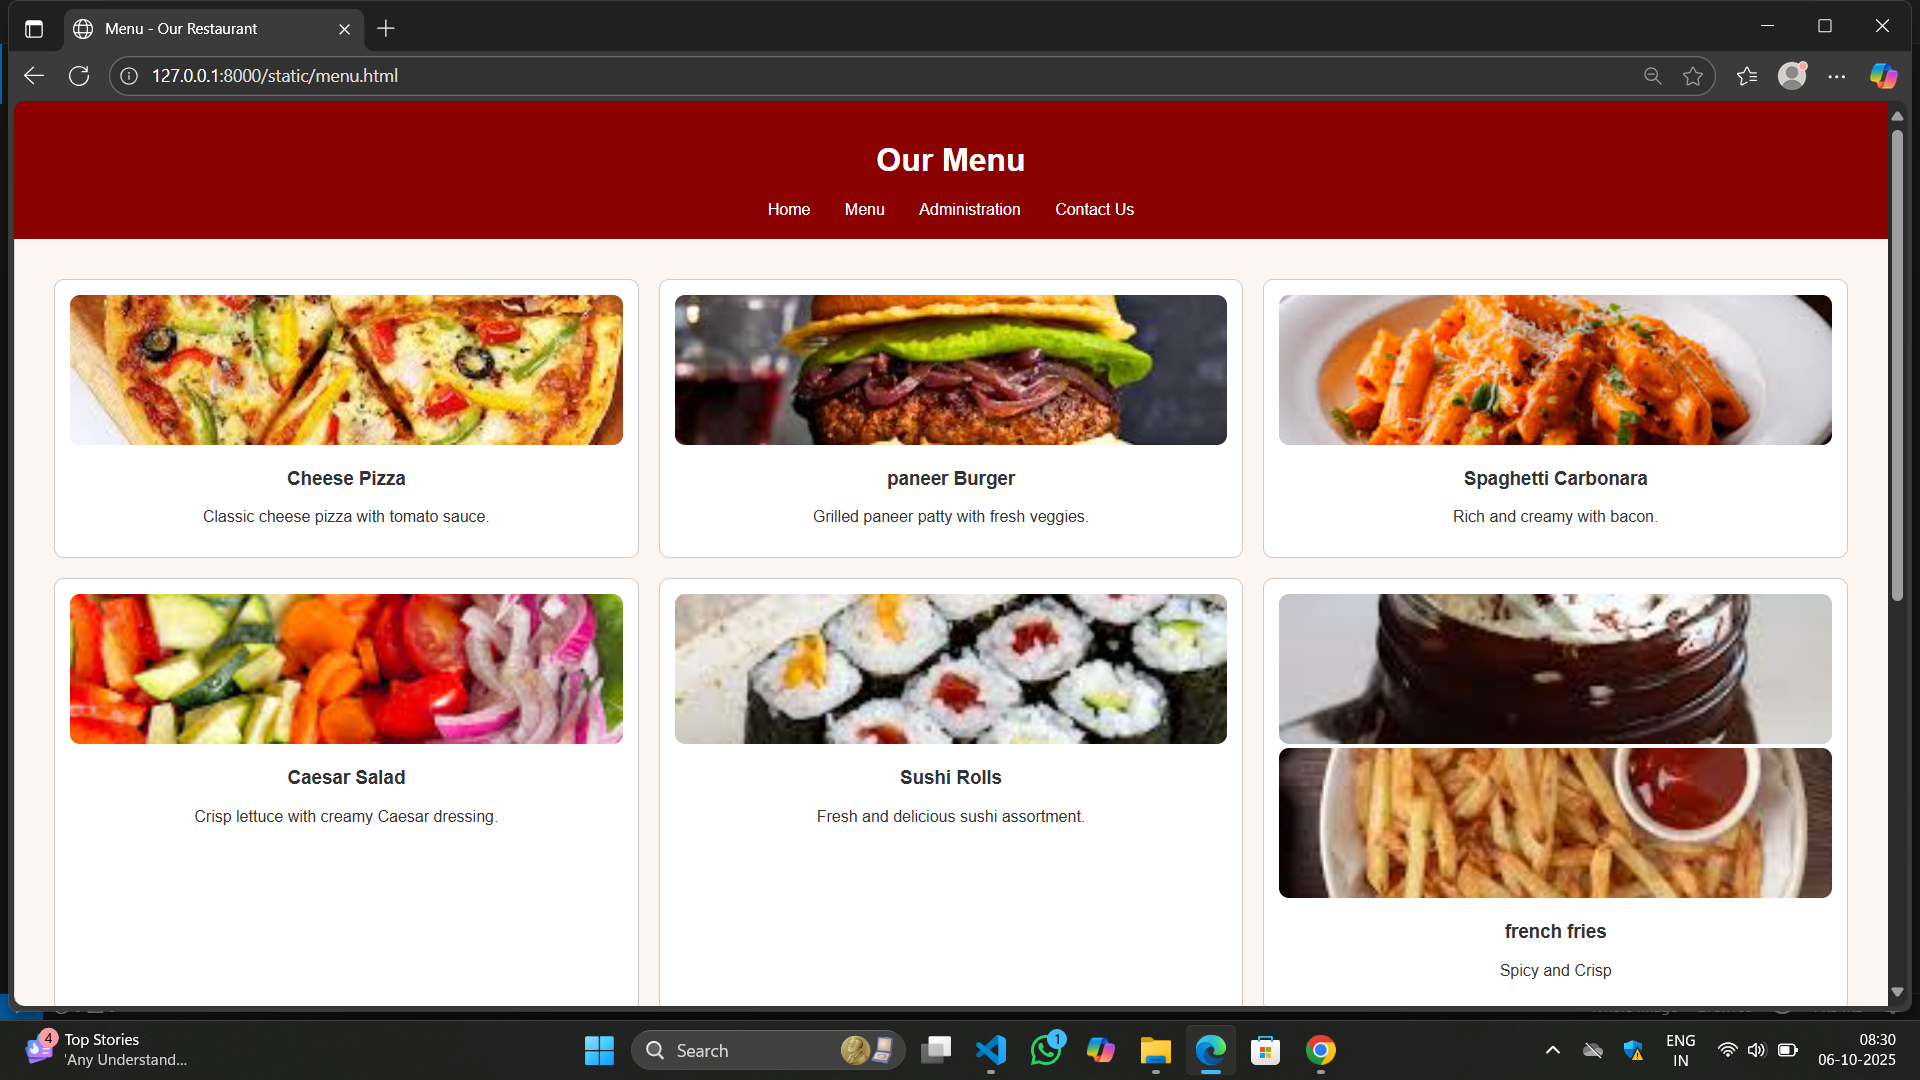 Menu - Our Restaurant
127.0.0.1:8000/static/menu.html
Our Menu
Home Menu Administration Contact Us
Cheese Pizza
Classic cheese pizza with tomato sauce.
paneer Burger
Grilled paneer patty with fresh veggies.
Spaghetti Carbonara
Rich and creamy with bacon.
Caesar Salad
Crisp lettuce with creamy Caesar dressing.
Sushi Rolls
Fresh and delicious sushi assortment.
french fries
Spicy and Crisp
4
Top Stories
'Any Understand...
Search
1
ENG
IN
08:30
06-10-2025